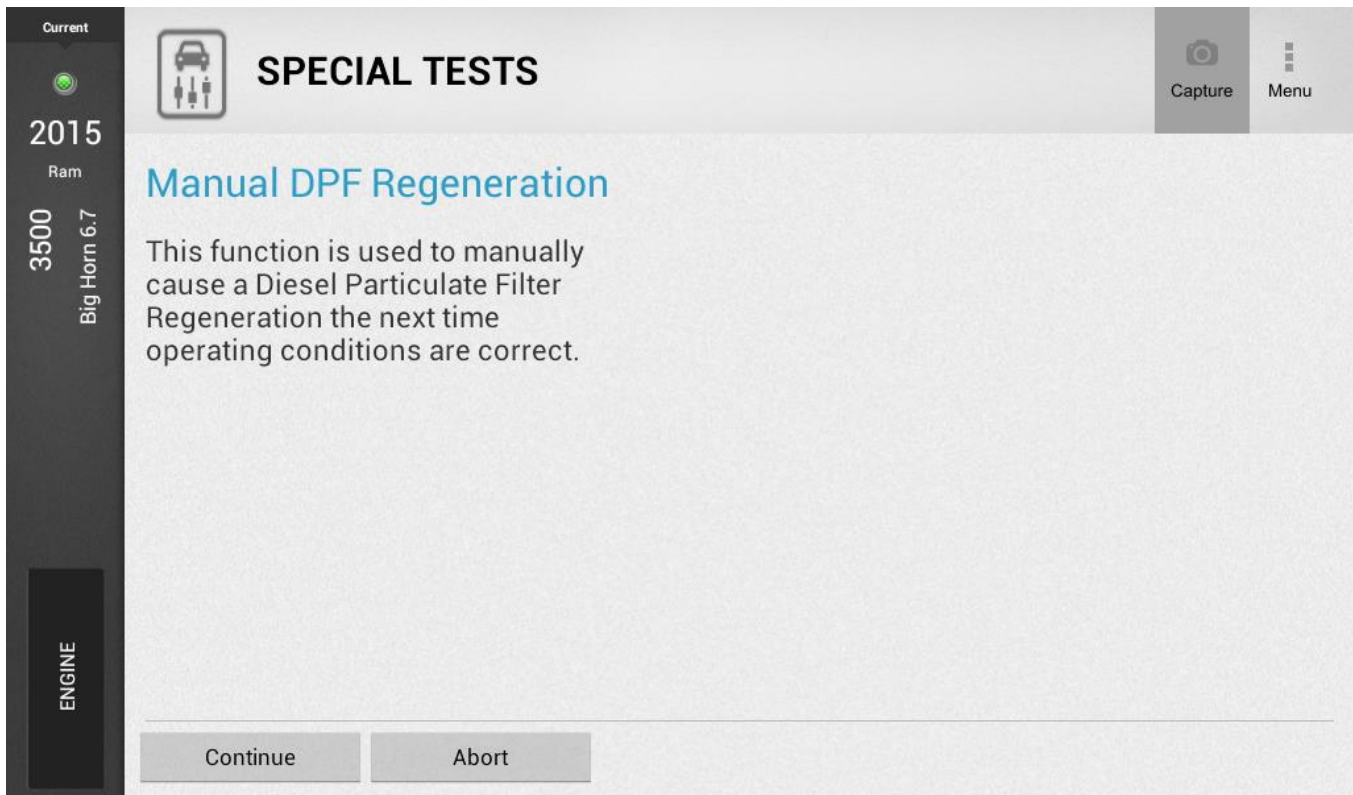 Current
2015
Ram
3500
Big Horn 6.7
ENGINE
SPECIAL TESTS
Capture
Menu
Manual DPF Regeneration
This function is used to manually
cause a Diesel Particulate Filter
Regeneration the next time
operating conditions are correct.
Continue
Abort